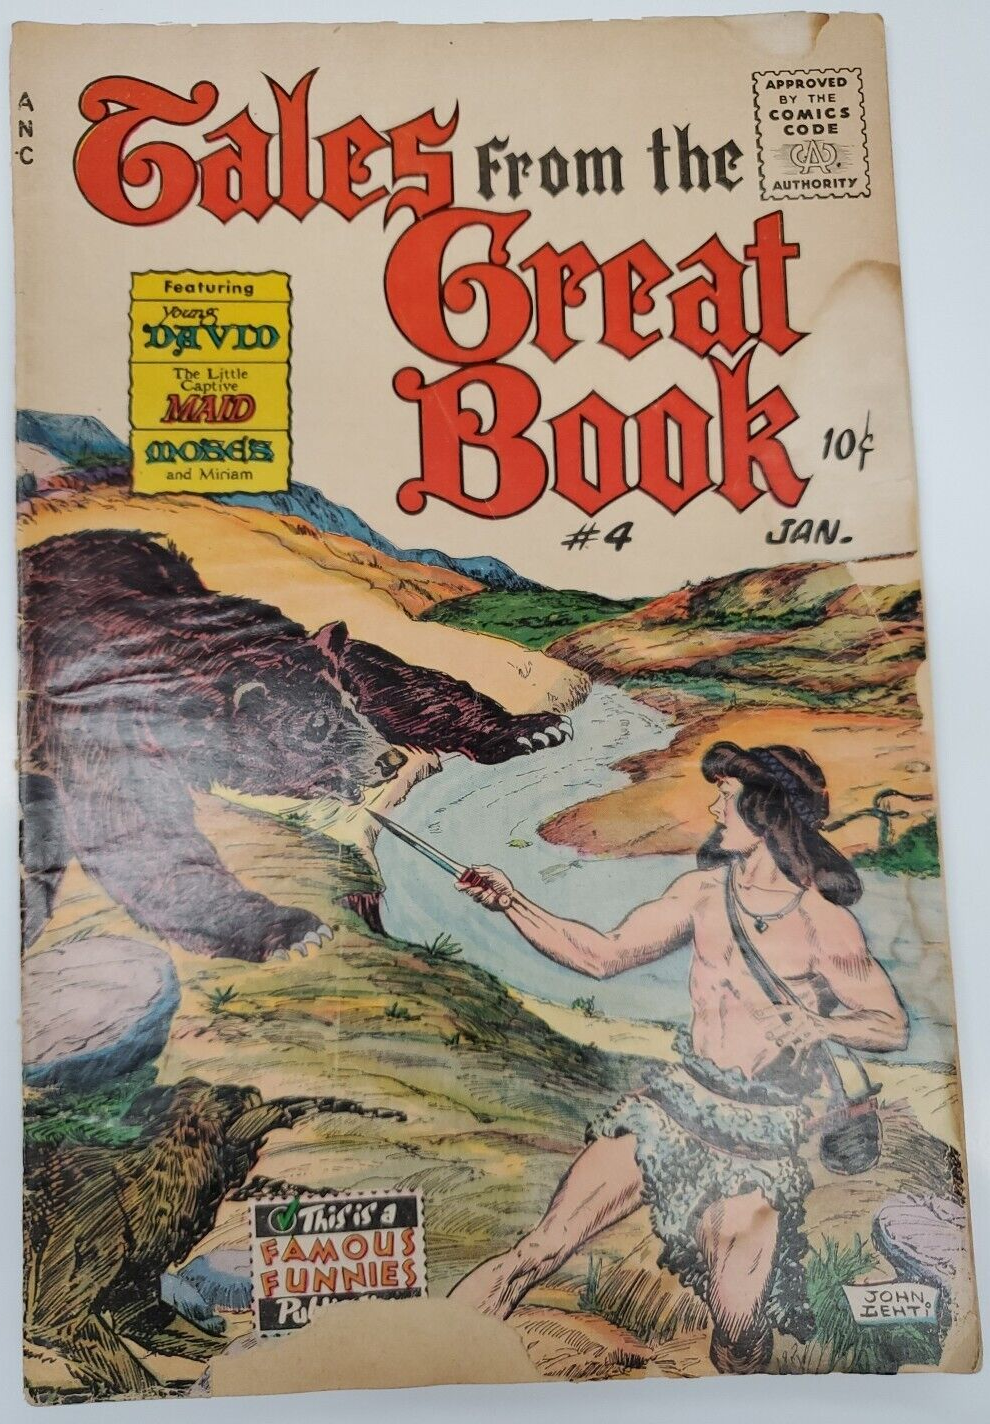 A
N
C
Tales From the
Great
Book
APPROVED
BY THE
COMICS
CODE
CA
AUTHORITY
Featuring
Young
DAVID
The Little
Captive
MAID
MOSES
and Miriam
10¢
#4 JAN.
This is a
FAMOUS
FUNNIES
JOHN
LEHTI